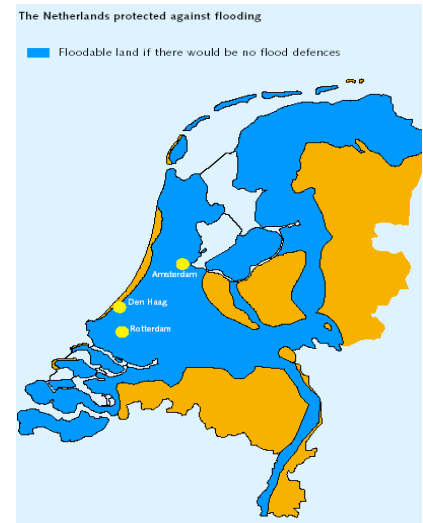 The Netherlands protected against flooding
Floodable land if there would be no flood defences
Amsterdam
Den Haag
Rotterdam